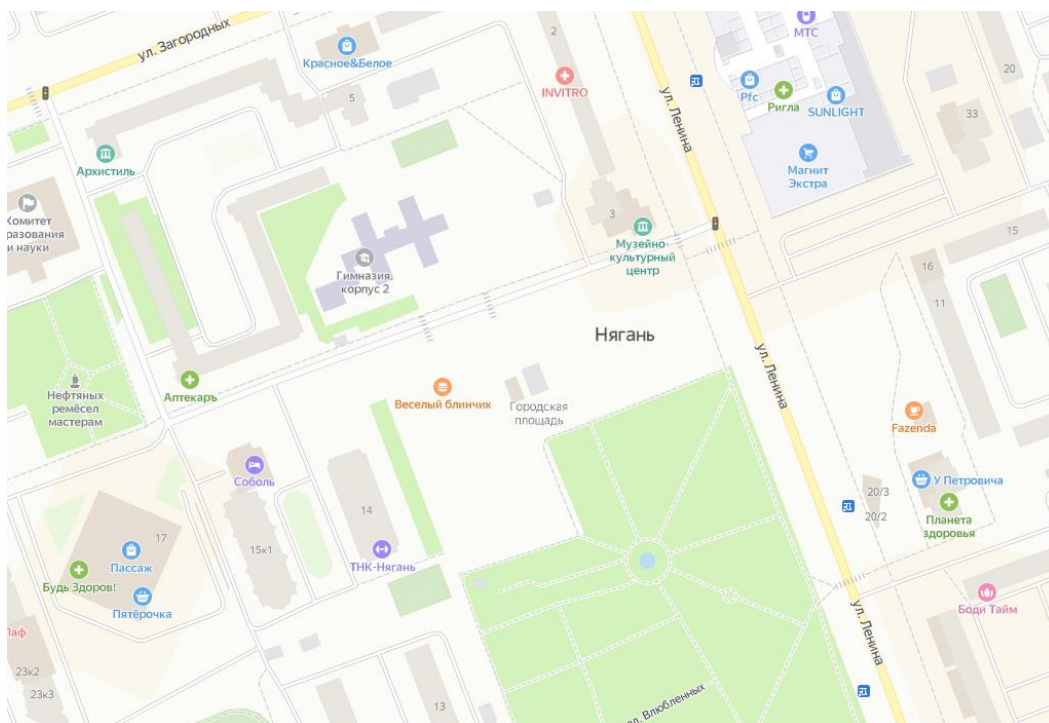 ул. Загородных
Красное&Белое
5
2
INVITRO
МТС
Pfc
Ригла
SUNLIGHT
20
33
ул. Ленина
Магнит
Экстра
Архистиль
Комитет
разования
и науки
3
Музейно-
культурный
центр
15
16
11
Гимназия,
корпус 2
Нягань
ул. Ленина
Нефтяных
ремёсел
мастерам
Аптекаръ
Веселый блинчик
Городская
площадь
Fazenda
Соболь
У Петровича
20/3
20/2
Планета
здоровья
14
17
15к1
ТНК-Нягань
Пассаж
Будь Здоров!
Пятёрочка
Боди Тайм
ул. Ленина
23к2
23к3
13
Влюбленных